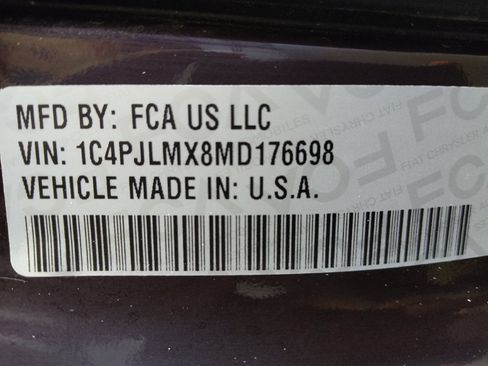 MFD BY: FCA US LLC
VIN: 1C4PJLMX8MD176698
VEHICLE MADE IN: U.S.A.